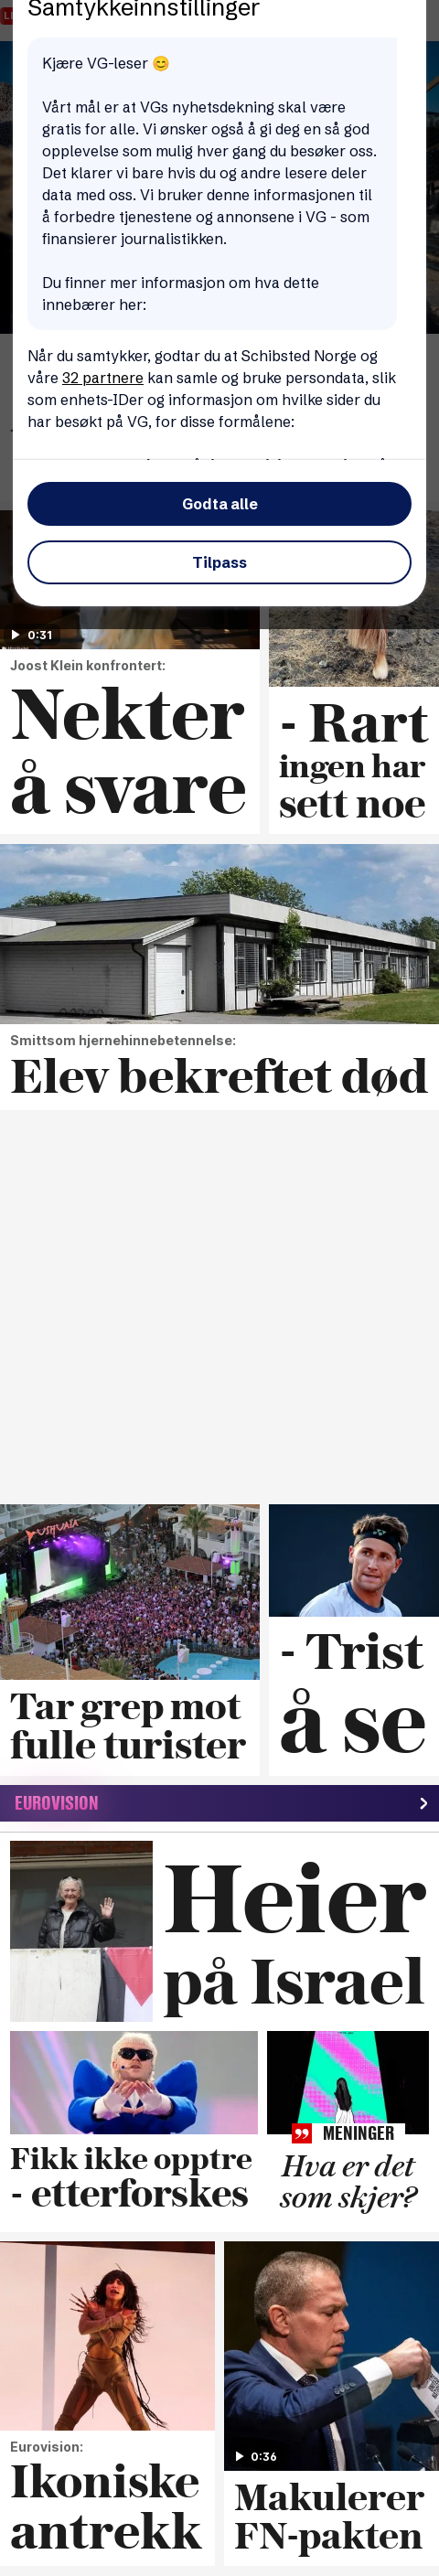 Samtykkeinnstillinger
Kjære VG-leser 😊
Vårt mål er at VGs nyhetsdekning skal være
gratis for alle. Vi ønsker også å gi deg en så god
opplevelse som mulig hver gang du besøker oss.
Det klarer vi bare hvis du og andre lesere deler
data med oss. Vi bruker denne informasjonen til
å forbedre tjenestene og annonsene i VG - som
finansierer journalistikken.
Du finner mer informasjon om hva dette
innebærer her:
Når du samtykker, godtar du at Schibsted Norge og
våre 32 partnere kan samle og bruke persondata, slik
som enhets-IDer og informasjon om hvilke sider du
har besøkt på VG, for disse formålene:
Godta alle
Tilpass
0:31
Joost Klein konfrontert:
Nekter
å svare
- Rart
ingen har
sett noe
Smittsom hjernehinnebetennelse:
Elev bekreftet død
USHUAIA
Tar grep mot
fulle turister
- Trist
å se
EUROVISION
Heier
på Israel
Fikk ikke opptre
- etterforskes
MENINGER
Hva er det
som skjer?
Eurovision:
Ikoniske
antrekk
0:36
Makulerer
FN-pakten